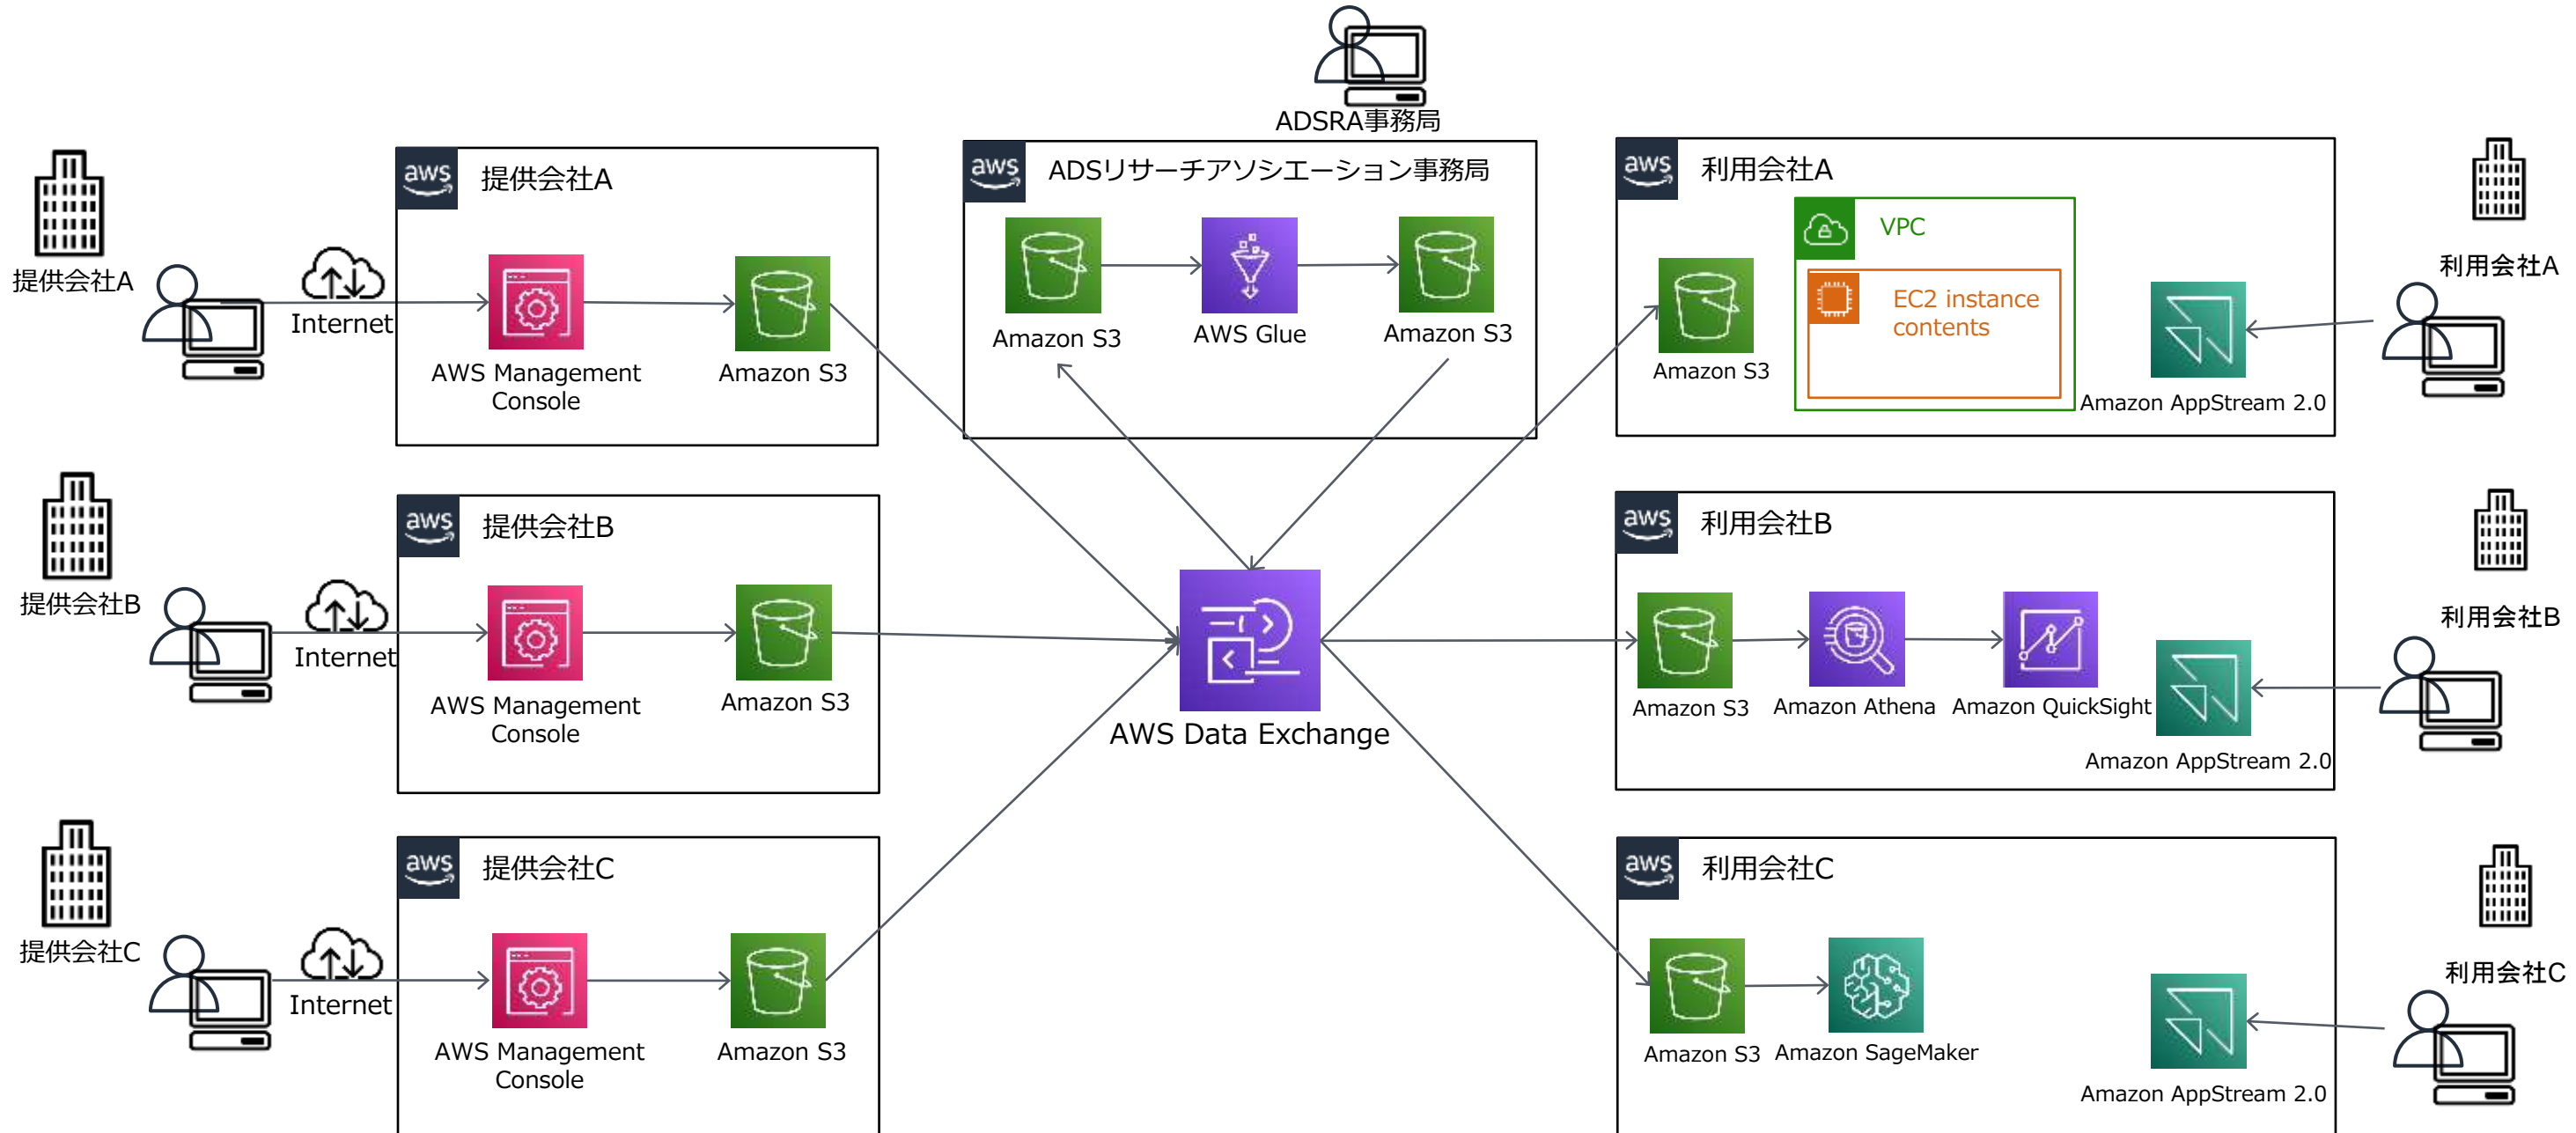 ADSRA事務局
提供会社A
Internet
aws
提供会社A
AWS Management
Console
Amazon S3
aws
ADSリサーチアソシエーション事務局
Amazon S3
AWS Glue
Amazon S3
aws
利用会社A
Amazon S3
VPC
EC2 instance
contents
Amazon AppStream 2.0
利用会社A
提供会社B
Internet
aws
提供会社B
AWS Management
Console
Amazon S3
AWS Data Exchange
aws
利用会社B
Amazon S3
Amazon Athena
Amazon QuickSight
Amazon AppStream 2.0
利用会社B
提供会社C
Internet
aws
提供会社C
AWS Management
Console
Amazon S3
aws
利用会社C
Amazon S3
Amazon SageMaker
Amazon AppStream 2.0
利用会社C